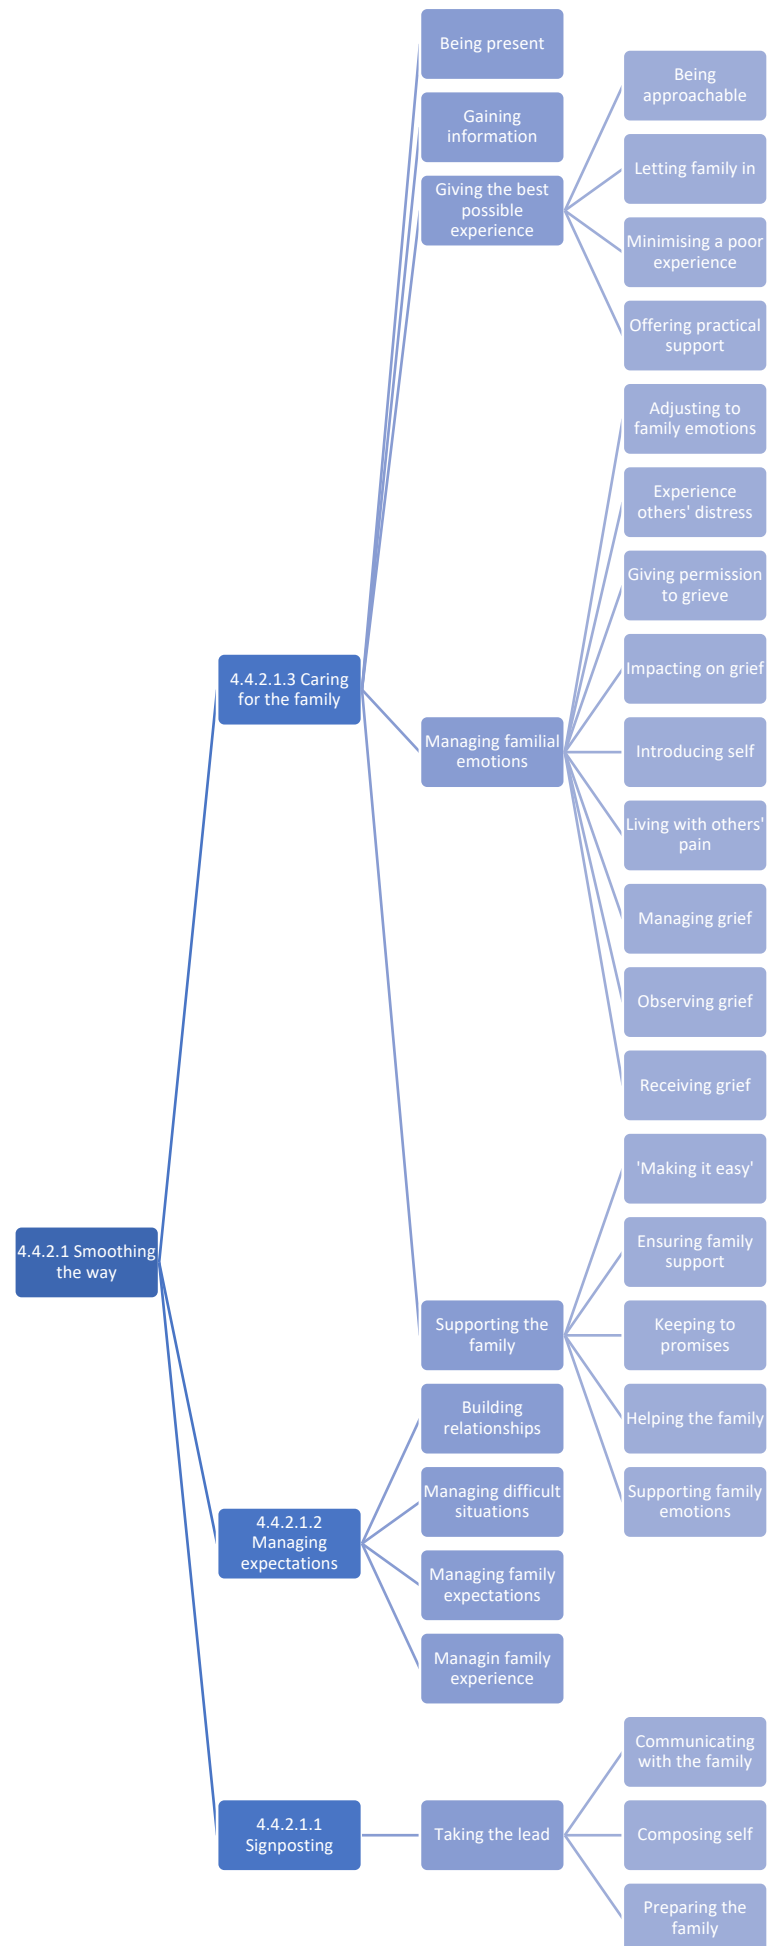 Being present
Being
approachable
Gaining
information
Letting family in
Giving the best
possible
experience
Minimising a poor
experience
Offering practical
support
Adjusting to
family emotions
Experience
others' distress
Giving permission
to grieve
4.4.2.1.3 Caring
for the family
Impacting on grief
Managing familial
emotions
Introducing self
Living with others'
pain
Managing grief
Observing grief
Receiving grief
'Making it easy'
4.4.2.1 Smoothing
the way
Ensuring family
support
Supporting the
family
Keeping to
promises
Building
relationships
Helping the family
Managing difficult
situations
Supporting family
emotions
4.4.2.1.2
Managing
expectations
Managing family
expectations
Managin family
experience
Communicating
with the family
4.4.2.1.1
Signposting
Taking the lead
Composing self
Preparing the
family